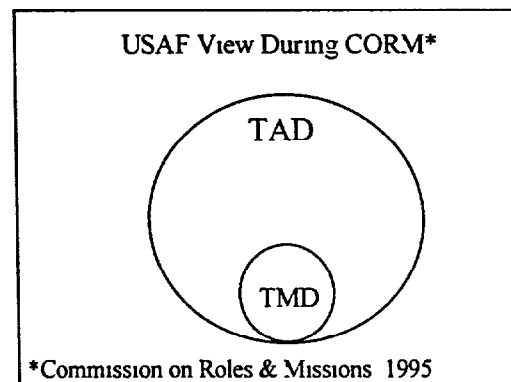 USAF View During CORM*
TAD
TMD
*Commission on Roles & Missions 1995